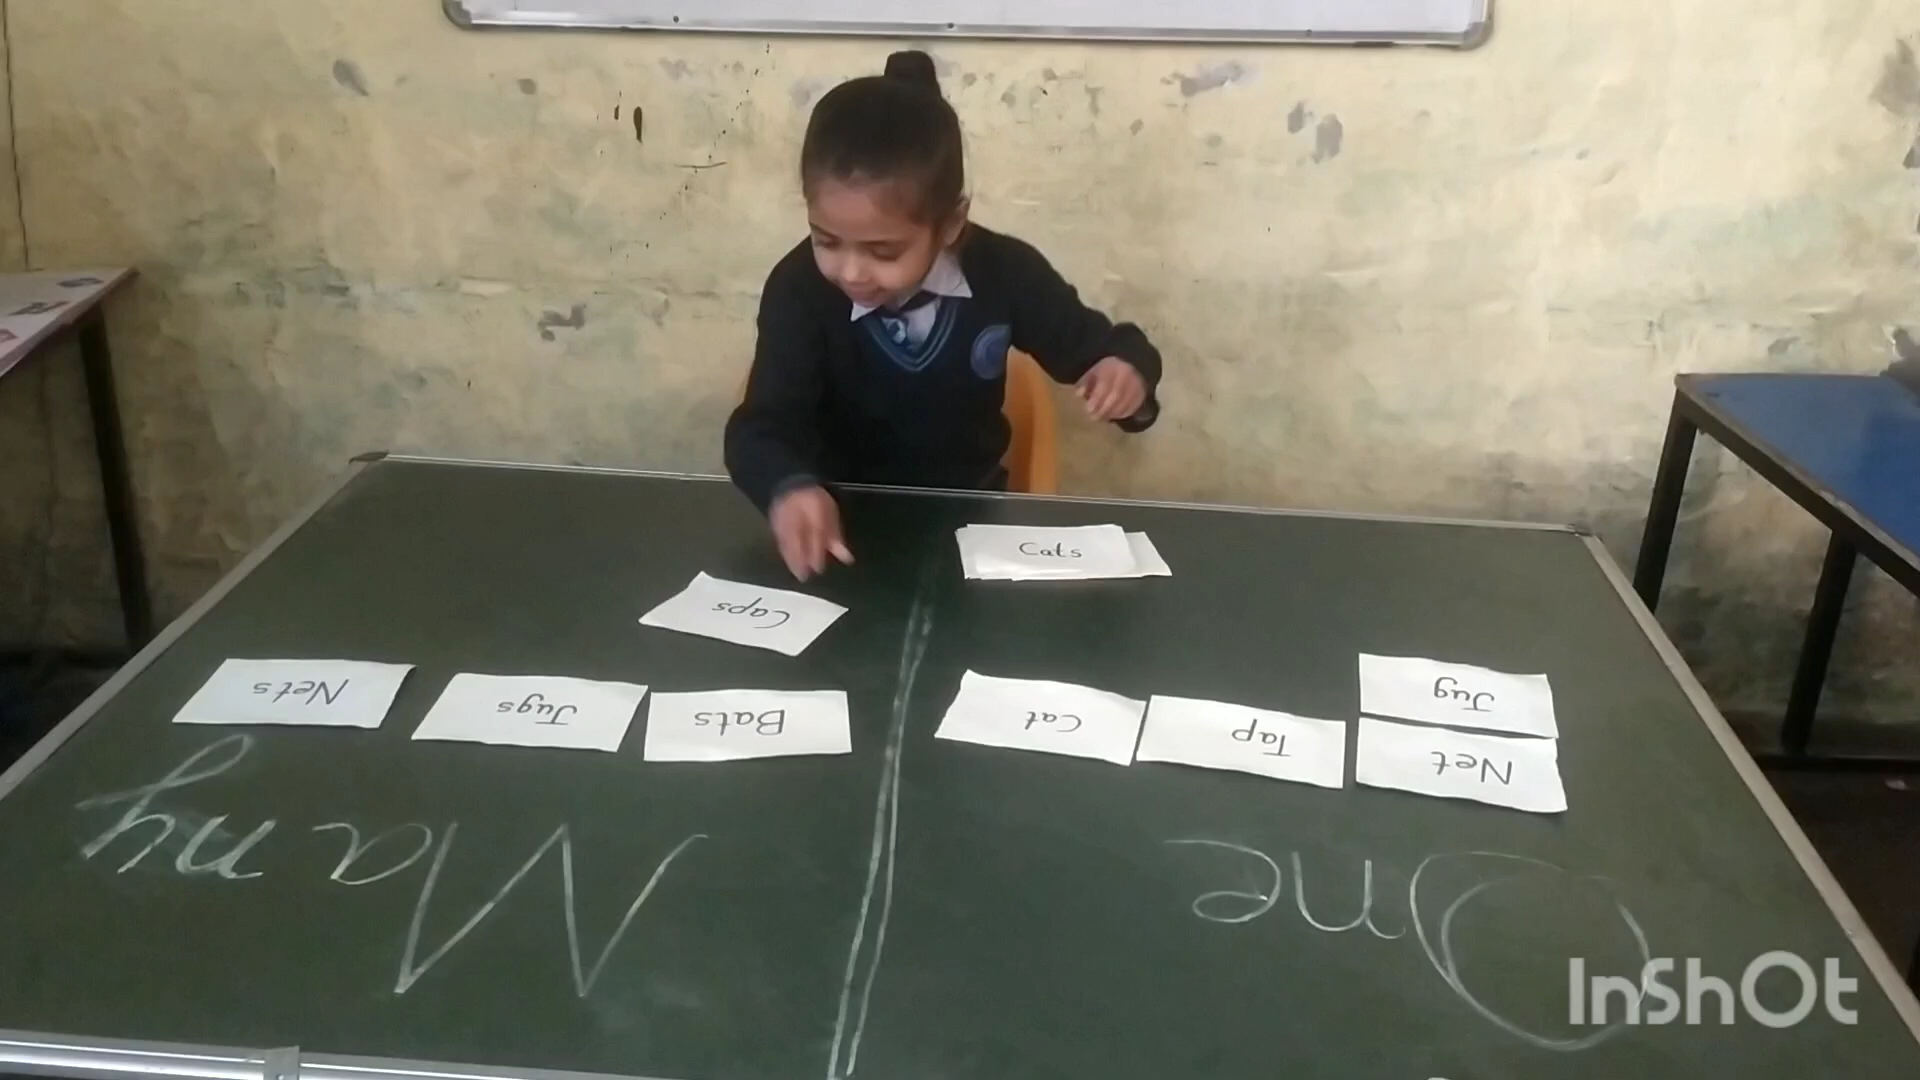 Cats
Caps
Nets
Jugs
Bats
Cat
Tap
Jug
Net
Many
One
InShOt